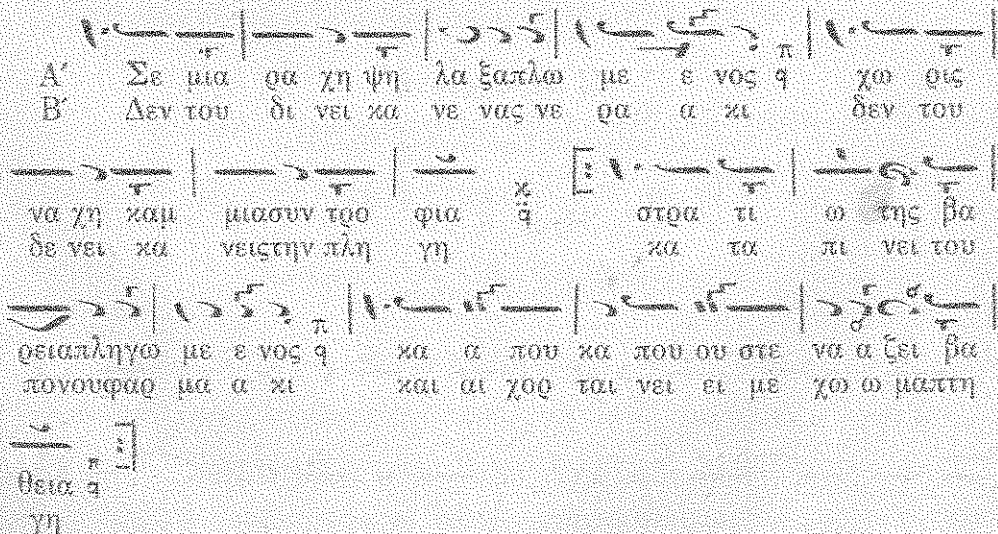 Α΄ Σε μια ρα χη ψη λα ξαπλω με ε νος π q χω ρις
Β΄ Δεν του δι νει κα νε νας νε ρα α κι δεν του
να χη καμ μιασυν τρο φια κ q στρα τι ω της βα
δε νει κα νειςτην πλη γη κα τα πι νει του
ρειαπληγω με ε νος π q κα α που κα που ου στε να α ζει βα
πονουφαρ μα α κι και αι χορ ται νει ει με χω ω μαπτη
θεια π q
γη